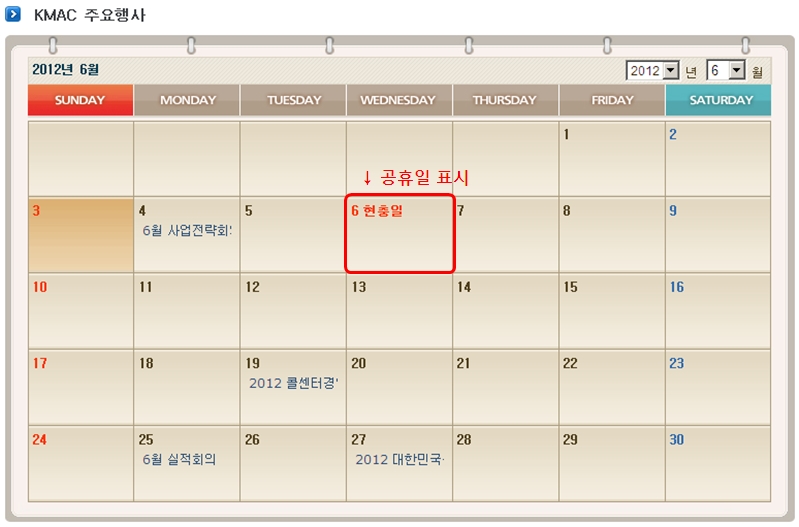 KMAC 주요행사
2012년 6월
2012 년 6 월
SUNDAY MONDAY TUESDAY WEDNESDAY THURSDAY FRIDAY SATURDAY
1 2
↓ 공휴일 표시
3 4 5 6 현충일 7 8 9
6월 사업전략회
10 11 12 13 14 15 16
17 18 19 20 21 22 23
2012 콜센터경
24 25 26 27 28 29 30
6월 실적회의 2012 대한민국